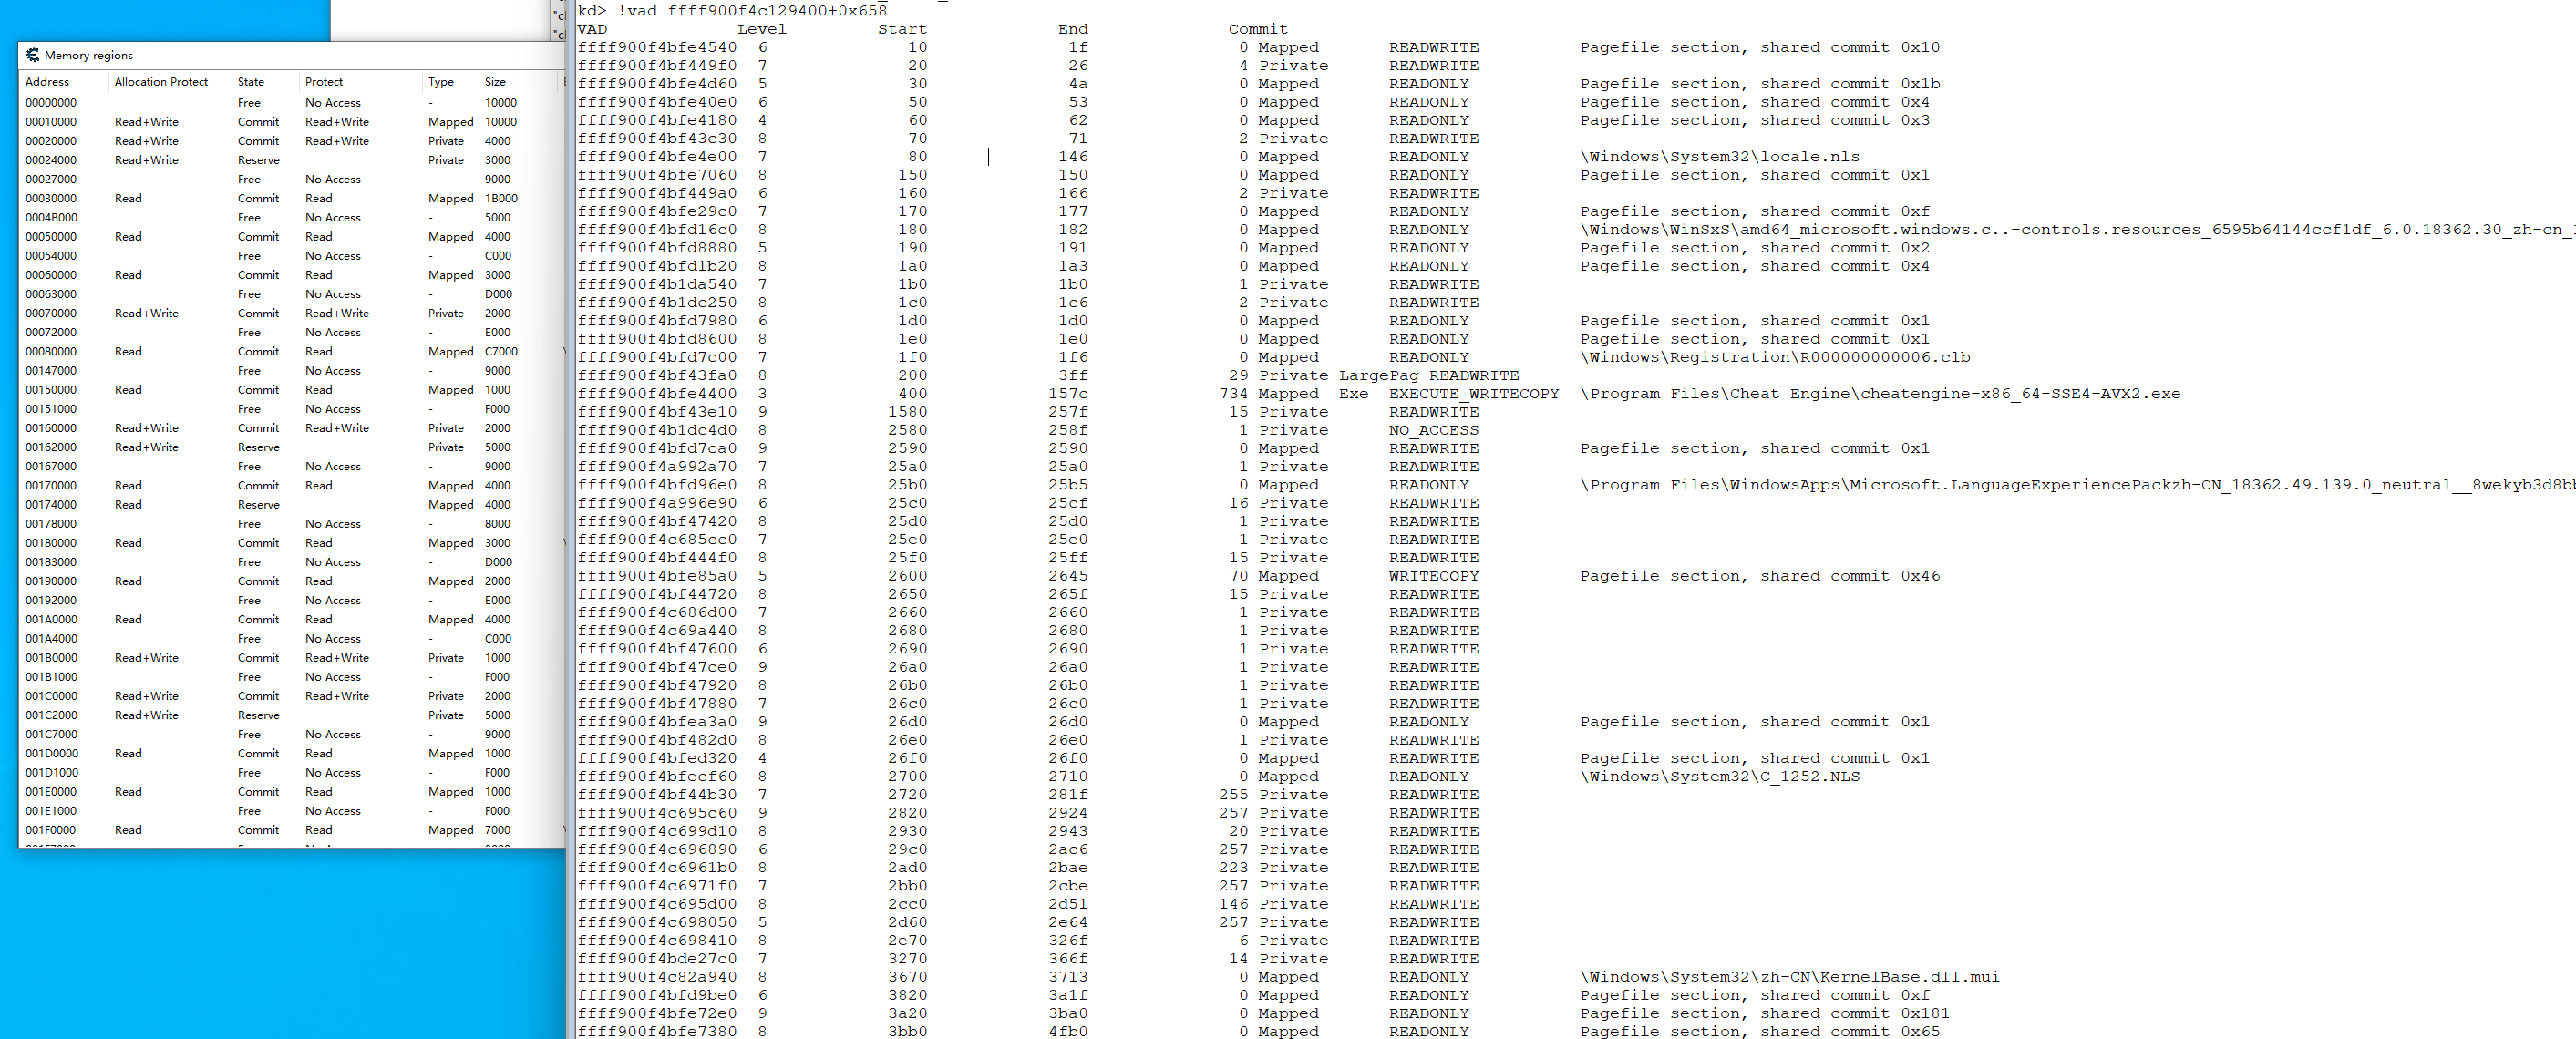 Memory regions
Address Allocation Protect State Protect Type Size
00000000 Free No Access - 10000
00010000 Read+Write Commit Read+Write Mapped 10000
00020000 Read+Write Commit Read+Write Private 4000
00024000 Read+Write Reserve Private 3000
00027000 Free No Access - 9000
00030000 Read Commit Read Mapped 1B000
0004B000 Free No Access - 5000
00050000 Read Commit Read Mapped 4000
00054000 Free No Access - C000
00060000 Read Commit Read Mapped 3000
00063000 Free No Access - D000
00070000 Read+Write Commit Read+Write Private 2000
00072000 Free No Access - E000
00080000 Read Commit Read Mapped C7000
00147000 Free No Access - 9000
00150000 Read Commit Read Mapped 1000
00151000 Free No Access - F000
00160000 Read+Write Commit Read+Write Private 2000
00162000 Read+Write Reserve Private 5000
00167000 Free No Access - 9000
00170000 Read Commit Read Mapped 4000
00174000 Read Reserve Mapped 4000
00178000 Free No Access - 8000
00180000 Read Commit Read Mapped 3000
00183000 Free No Access - D000
00190000 Read Commit Read Mapped 2000
00192000 Free No Access - E000
001A0000 Read Commit Read Mapped 4000
001A4000 Free No Access - C000
001B0000 Read+Write Commit Read+Write Private 1000
001B1000 Free No Access - F000
001C0000 Read+Write Commit Read+Write Private 2000
001C2000 Read+Write Reserve Private 5000
001C7000 Free No Access - 9000
001D0000 Read Commit Read Mapped 1000
001D1000 Free No Access - F000
001E0000 Read Commit Read Mapped 1000
001E1000 Free No Access - F000
001F0000 Read Commit Read Mapped 7000
kd> !vad ffff900f4c129400+0x658
VAD Level Start End Commit
ffff900f4bfe4540 6 10 1f 0 Mapped READWRITE Pagefile section, shared commit 0x10
ffff900f4bf449f0 7 20 26 4 Private READWRITE
ffff900f4bfe4d60 5 30 4a 0 Mapped READONLY Pagefile section, shared commit 0x1b
ffff900f4bfe40e0 6 50 53 0 Mapped READONLY Pagefile section, shared commit 0x4
ffff900f4bfe4180 4 60 62 0 Mapped READONLY Pagefile section, shared commit 0x3
ffff900f4bf43c30 8 70 71 2 Private READWRITE
ffff900f4bfe4e00 7 80 146 0 Mapped READONLY \Windows\System32\locale.nls
ffff900f4bfe7060 8 150 150 0 Mapped READONLY Pagefile section, shared commit 0x1
ffff900f4bf449a0 6 160 166 2 Private READWRITE
ffff900f4bfe29c0 7 170 177 0 Mapped READONLY Pagefile section, shared commit 0xf
ffff900f4bfd16c0 8 180 182 0 Mapped READONLY \Windows\WinSxS\amd64_microsoft.windows.c..-controls.resources_6595b64144ccf1df_6.0.18362.30_zh-cn_
ffff900f4bfd8880 5 190 191 0 Mapped READONLY Pagefile section, shared commit 0x2
ffff900f4bfd1b20 8 1a0 1a3 0 Mapped READONLY Pagefile section, shared commit 0x4
ffff900f4b1da540 7 1b0 1b0 1 Private READWRITE
ffff900f4b1dc250 8 1c0 1c6 2 Private READWRITE
ffff900f4bfd7980 6 1d0 1d0 0 Mapped READONLY Pagefile section, shared commit 0x1
ffff900f4bfd8600 8 1e0 1e0 0 Mapped READONLY Pagefile section, shared commit 0x1
ffff900f4bfd7c00 7 1f0 1f6 0 Mapped READONLY \Windows\Registration\R000000000006.clb
ffff900f4bf43fa0 8 200 3ff 29 Private LargePag READWRITE
ffff900f4bfe4400 3 400 157c 734 Mapped Exe EXECUTE_WRITECOPY \Program Files\Cheat Engine\cheatengine-x86_64-SSE4-AVX2.exe
ffff900f4bf43e10 9 1580 257f 15 Private READWRITE
ffff900f4b1dc4d0 8 2580 258f 1 Private NO_ACCESS
ffff900f4bfd7ca0 9 2590 2590 0 Mapped READWRITE Pagefile section, shared commit 0x1
ffff900f4a992a70 7 25a0 25a0 1 Private READWRITE
ffff900f4bfd96e0 8 25b0 25b5 0 Mapped READONLY \Program Files\WindowsApps\Microsoft.LanguageExperiencePackzh-CN_18362.49.139.0_neutral__8wekyb3d8b
ffff900f4a996e90 6 25c0 25cf 16 Private READWRITE
ffff900f4bf47420 8 25d0 25d0 1 Private READWRITE
ffff900f4c685cc0 7 25e0 25e0 1 Private READWRITE
ffff900f4bf444f0 8 25f0 25ff 15 Private READWRITE
ffff900f4bfe85a0 5 2600 2645 70 Mapped WRITECOPY Pagefile section, shared commit 0x46
ffff900f4bf44720 8 2650 265f 15 Private READWRITE
ffff900f4c686d00 7 2660 2660 1 Private READWRITE
ffff900f4c69a440 8 2680 2680 1 Private READWRITE
ffff900f4bf47600 6 2690 2690 1 Private READWRITE
ffff900f4bf47ce0 9 26a0 26a0 1 Private READWRITE
ffff900f4bf47920 8 26b0 26b0 1 Private READWRITE
ffff900f4bf47880 7 26c0 26c0 1 Private READWRITE
ffff900f4bfea3a0 9 26d0 26d0 0 Mapped READONLY Pagefile section, shared commit 0x1
ffff900f4bf482d0 8 26e0 26e0 1 Private READWRITE
ffff900f4bfed320 4 26f0 26f0 0 Mapped READONLY Pagefile section, shared commit 0x1
ffff900f4bfecf60 8 2700 2710 0 Mapped READONLY \Windows\System32\C_1252.NLS
ffff900f4bf44b30 7 2720 281f 255 Private READWRITE
ffff900f4c695c60 9 2820 2924 257 Private READWRITE
ffff900f4c699d10 8 2930 2943 20 Private READWRITE
ffff900f4c696890 6 29c0 2ac6 257 Private READWRITE
ffff900f4c6961b0 8 2ad0 2bae 223 Private READWRITE
ffff900f4c6971f0 7 2bb0 2cbe 257 Private READWRITE
ffff900f4c695d00 8 2cc0 2d51 146 Private READWRITE
ffff900f4c698050 5 2d60 2e64 257 Private READWRITE
ffff900f4c698410 8 2e70 326f 6 Private READWRITE
ffff900f4bde27c0 7 3270 366f 14 Private READWRITE
ffff900f4c82a940 8 3670 3713 0 Mapped READONLY \Windows\System32\zh-CN\KernelBase.dll.mui
ffff900f4bfd9be0 6 3820 3a1f 0 Mapped READONLY Pagefile section, shared commit 0xf
ffff900f4bfe72e0 9 3a20 3ba0 0 Mapped READONLY Pagefile section, shared commit 0x181
ffff900f4bfe7380 8 3bb0 4fb0 0 Mapped READONLY Pagefile section, shared commit 0x65